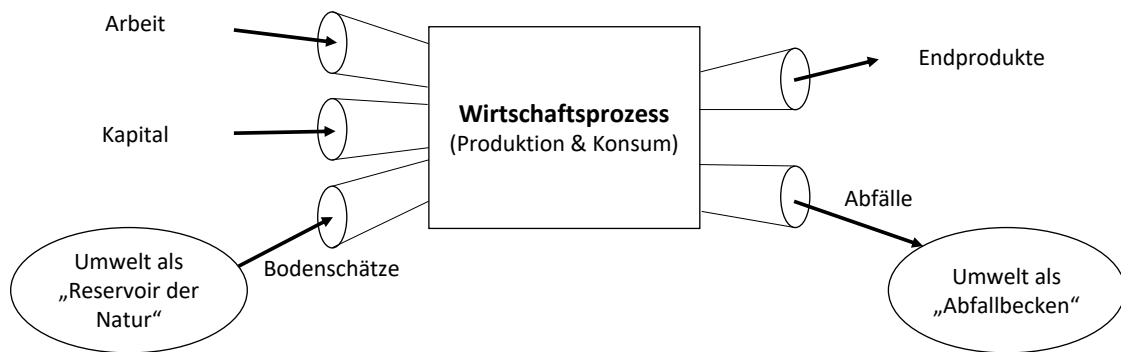 Arbeit
Endprodukte
Wirtschaftsprozess
(Produktion & Konsum)
Kapital
Abfälle
Bodenschätze
Umwelt als
„Reservoir der
Natur“
Umwelt als
„Abfallbecken“